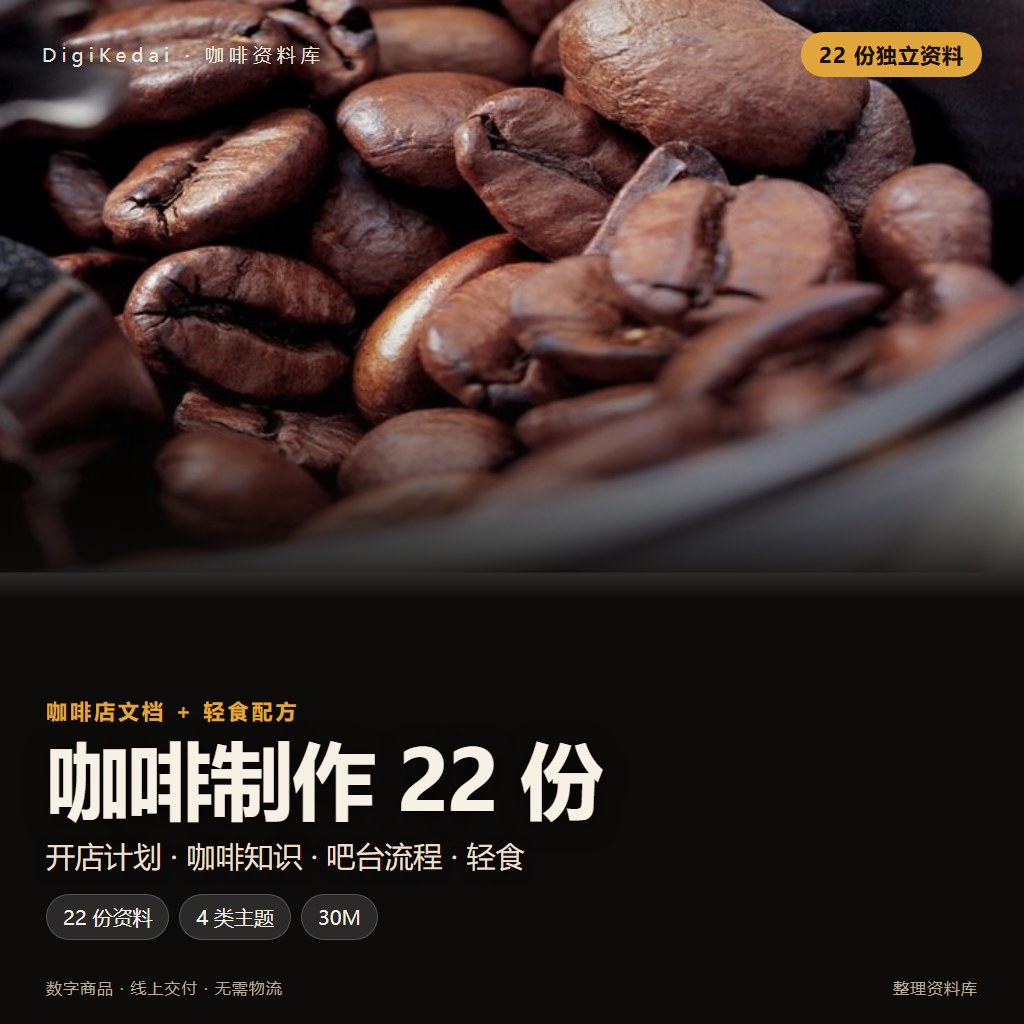 DigiKedai · 咖啡资料库
22 份独立资料
咖啡店文档 + 轻食配方
咖啡制作 22 份
开店计划 · 咖啡知识 · 吧台流程 · 轻食
22 份资料
4 类主题
30M
数字商品 · 线上交付 · 无需物流
整理资料库